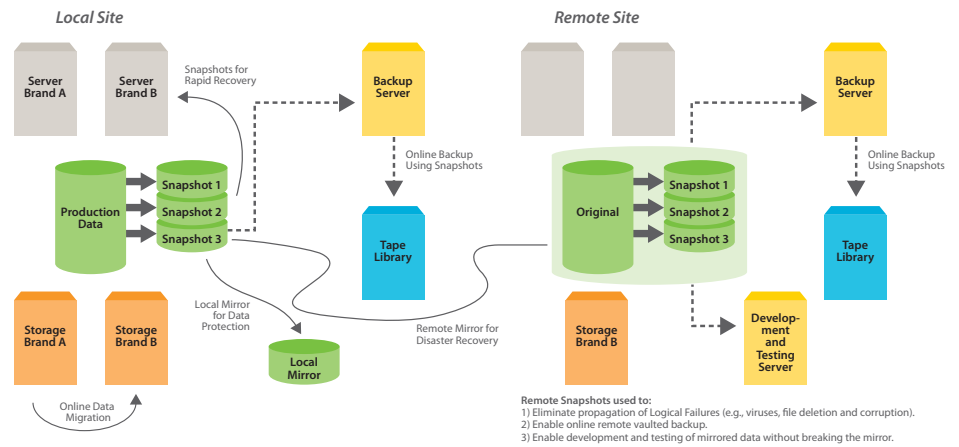 Local Site
Remote Site
Server
Brand A
Server
Brand B
Snapshots for
Rapid Recovery
Backup
Server
Online Backup
Using Snapshots
Production
Data
Snapshot 1
Snapshot 2
Snapshot 3
Tape
Library
Storage
Brand A
Storage
Brand B
Online Data
Migration
Local Mirror
for Data
Protection
Local
Mirror
Remote Mirror for
Disaster Recovery
Backup
Server
Online Backup
Using Snapshots
Original
Snapshot 1
Snapshot 2
Snapshot 3
Tape
Library
Storage
Brand B
Develop-
ment
and
Testing
Server
Remote Snapshots used to:
1) Eliminate propagation of Logical Failures (e.g., viruses, file deletion and corruption).
2) Enable online remote vaulted backup.
3) Enable development and testing of mirrored data without breaking the mirror.